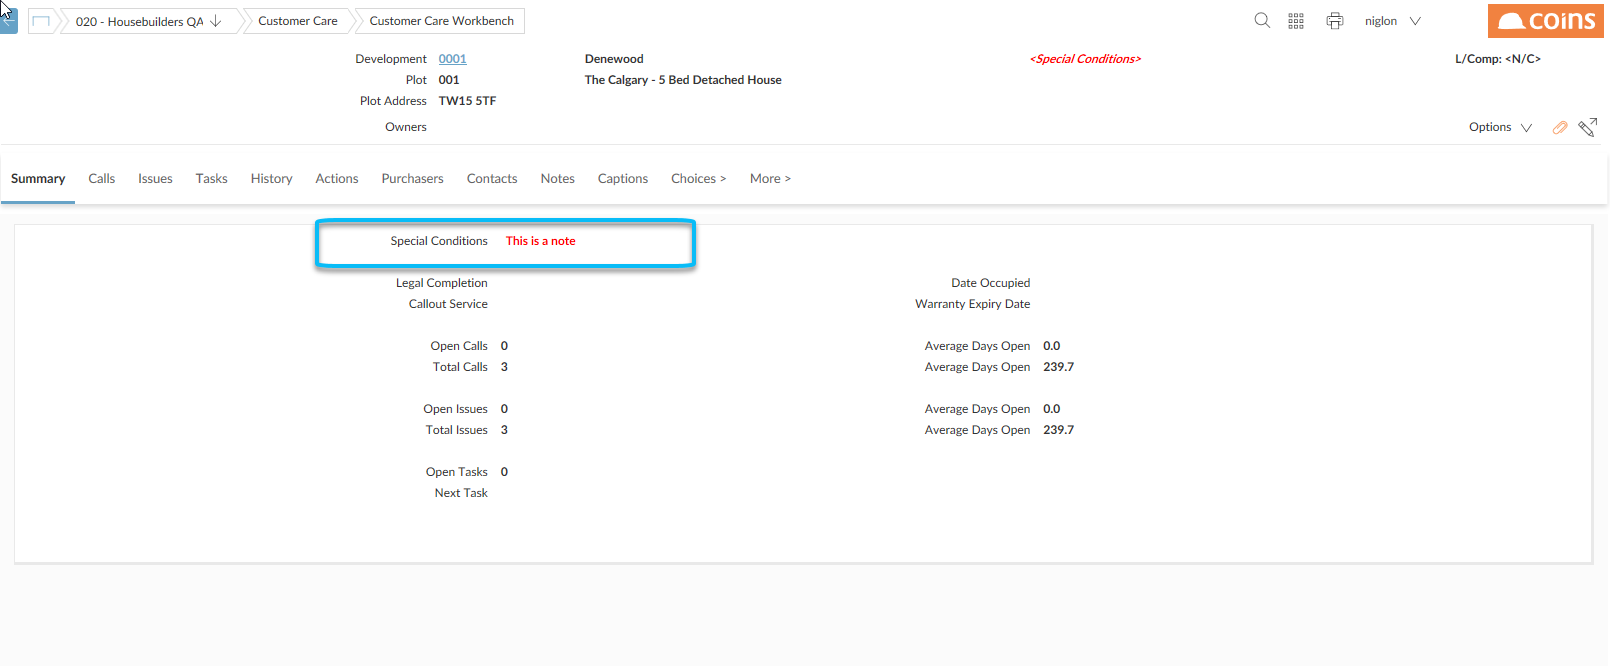 020 - Housebuilders QA Customer Care Customer Care Workbench niglon coins
Development 0001 Denewood <Special Conditions> L/Comp: <N/C>
Plot 001 The Calgary - 5 Bed Detached House
Plot Address TW15 5TF
Owners Options
Summary Calls Issues Tasks History Actions Purchasers Contacts Notes Captions Choices > More >
Special Conditions This is a note
Legal Completion Date Occupied
Callout Service Warranty Expiry Date
Open Calls 0 Average Days Open 0.0
Total Calls 3 Average Days Open 239.7
Open Issues 0 Average Days Open 0.0
Total Issues 3 Average Days Open 239.7
Open Tasks 0
Next Task